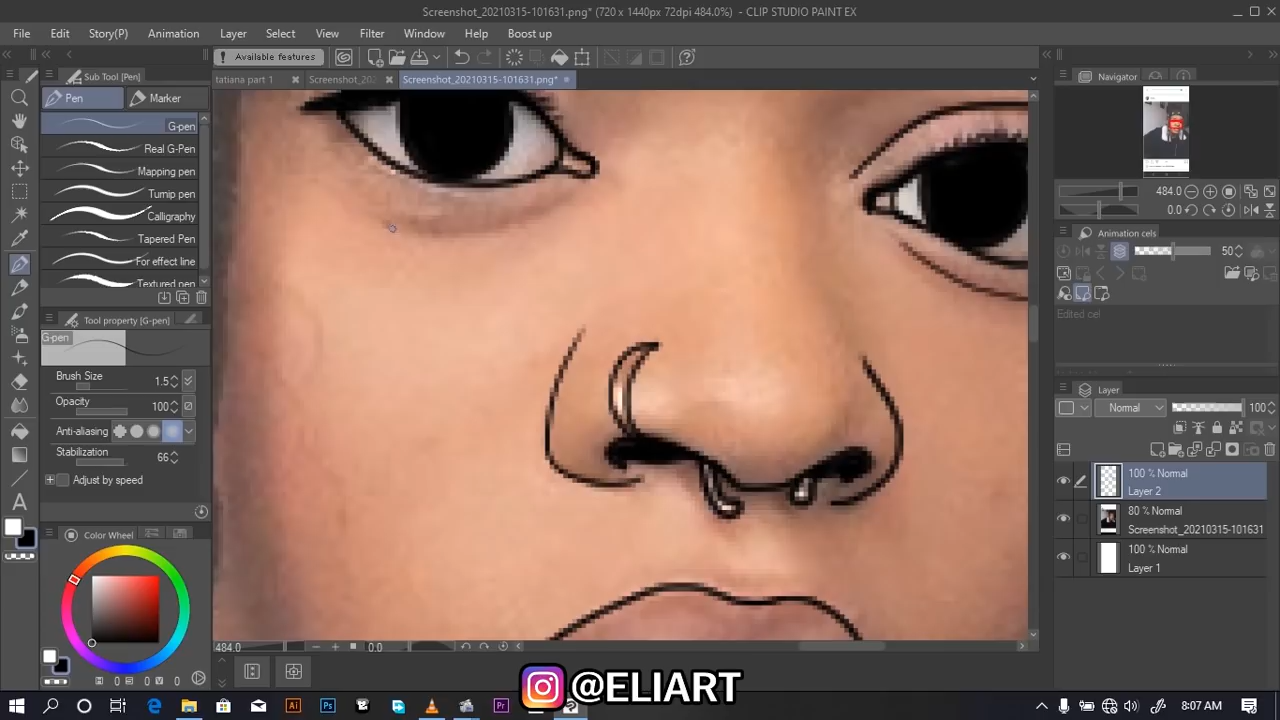 Screenshot_20210315-101631.png* (720 x 1440px 72dpi 484.0%) - CLIP STUDIO PAINT EX
File Edit Story(P) Animation Layer Select View Filter Window Help Boost up
Available features
Sub Tool [Pen]
tatiana part 1
Screenshot_202
Screenshot_20210315-101631.png*
Navigator
Pen
Marker
G-pen
Real G-Pen
Mapping pen
Turnip pen
Calligraphy
Tapered Pen
For effect line
Textured pen
484.0
Animation cels
50
Edited cel
Tool property [G-pen]
G-pen
Brush Size 1.5
Opacity 100
Anti-aliasing
Stabilization 66
Adjust by speed
Layer
Normal 100
100 % Normal
Layer 2
80 % Normal
Screenshot_20210315-101631
100 % Normal
Layer 1
Color Wheel
H 0 S 0 V 0
484.0 0.0
@ELIART
8:07 AM